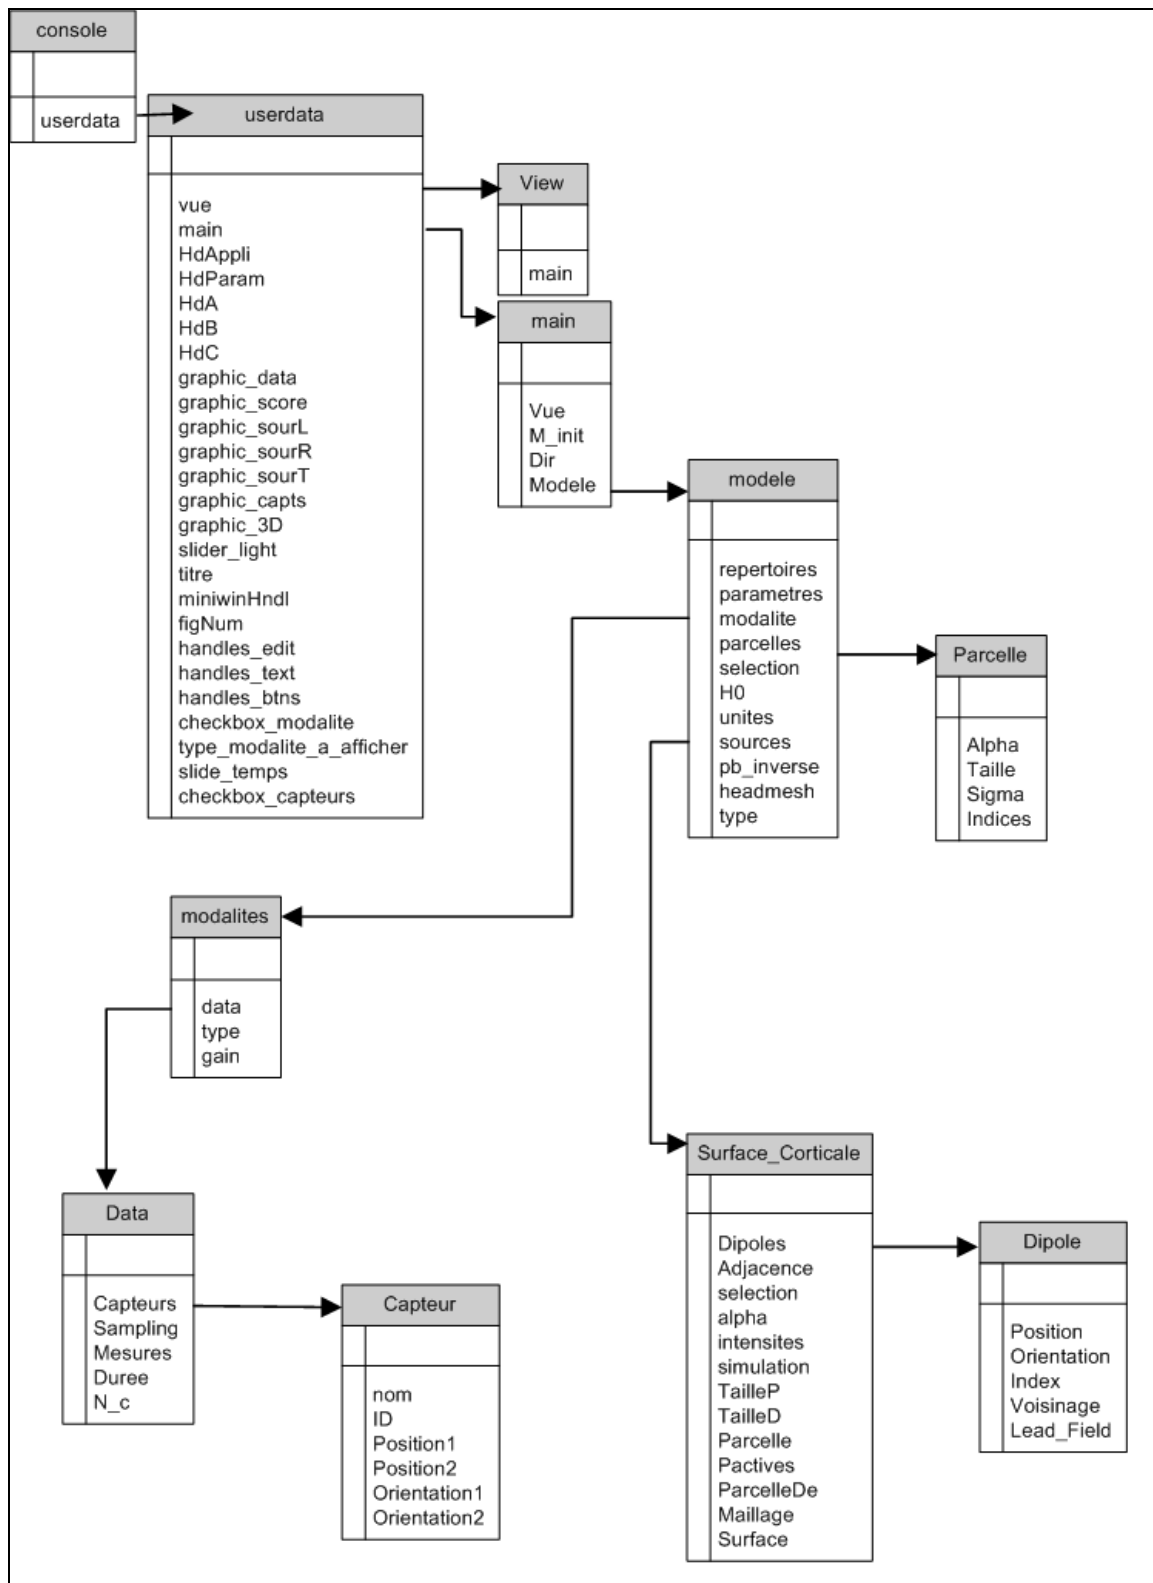 console
userdata
userdata
vue
main
HdAppli
HdParam
HdA
HdB
HdC
graphic_data
graphic_score
graphic_sourL
graphic_sourR
graphic_sourT
graphic_capts
graphic_3D
slider_light
titre
miniwinHndl
figNum
handles_edit
handles_text
handles_btns
checkbox_modalite
type_modalite_a_afficher
slide_temps
checkbox_capteurs
View
main
main
Vue
M_init
Dir
Modele
modele
repertoires
parametres
modalite
parcelles
selection
H0
unites
sources
pb_inverse
headmesh
type
Parcelle
Alpha
Taille
Sigma
Indices
modalites
data
type
gain
Data
Capteurs
Sampling
Mesures
Duree
N_c
Capteur
nom
ID
Position1
Position2
Orientation1
Orientation2
Surface_Corticale
Dipoles
Adjacence
selection
alpha
intensites
simulation
TailleP
TailleD
Parcelle
Pactives
ParcelleDe
Maillage
Surface
Dipole
Position
Orientation
Index
Voisinage
Lead_Field